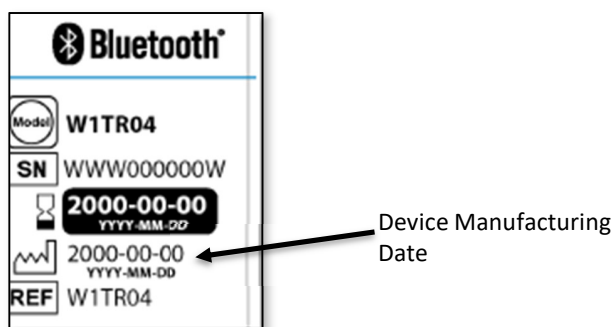 Bluetooth®
Model W1TR04
SN WWW000000W
2000-00-00
YYYY-MM-DD
2000-00-00
YYYY-MM-DD
REF W1TR04
Device Manufacturing
Date